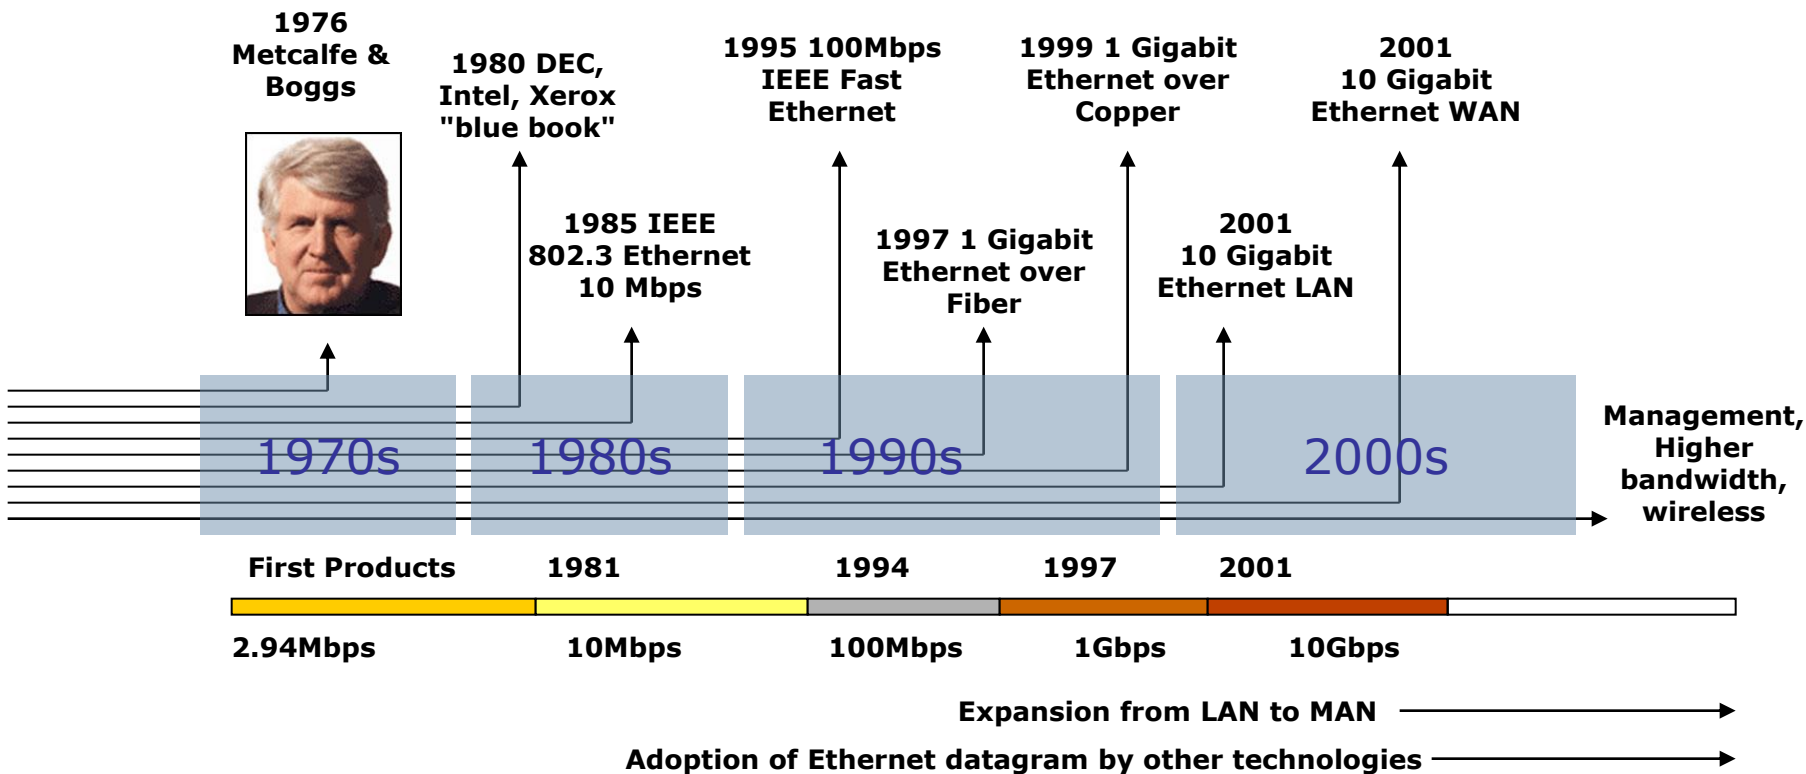 1976
Metcalfe &
Boggs
1980 DEC,
Intel, Xerox
"blue book"
1995 100Mbps
IEEE Fast
Ethernet
1999 1 Gigabit
Ethernet over
Copper
2001
10 Gigabit
Ethernet WAN
1985 IEEE
802.3 Ethernet
10 Mbps
1997 1 Gigabit
Ethernet over
Fiber
2001
10 Gigabit
Ethernet LAN
1970s
1980s
1990s
2000s
Management,
Higher
bandwidth,
wireless
First Products
1981
1994
1997
2001
2.94Mbps
10Mbps
100Mbps
1Gbps
10Gbps
Expansion from LAN to MAN
Adoption of Ethernet datagram by other technologies